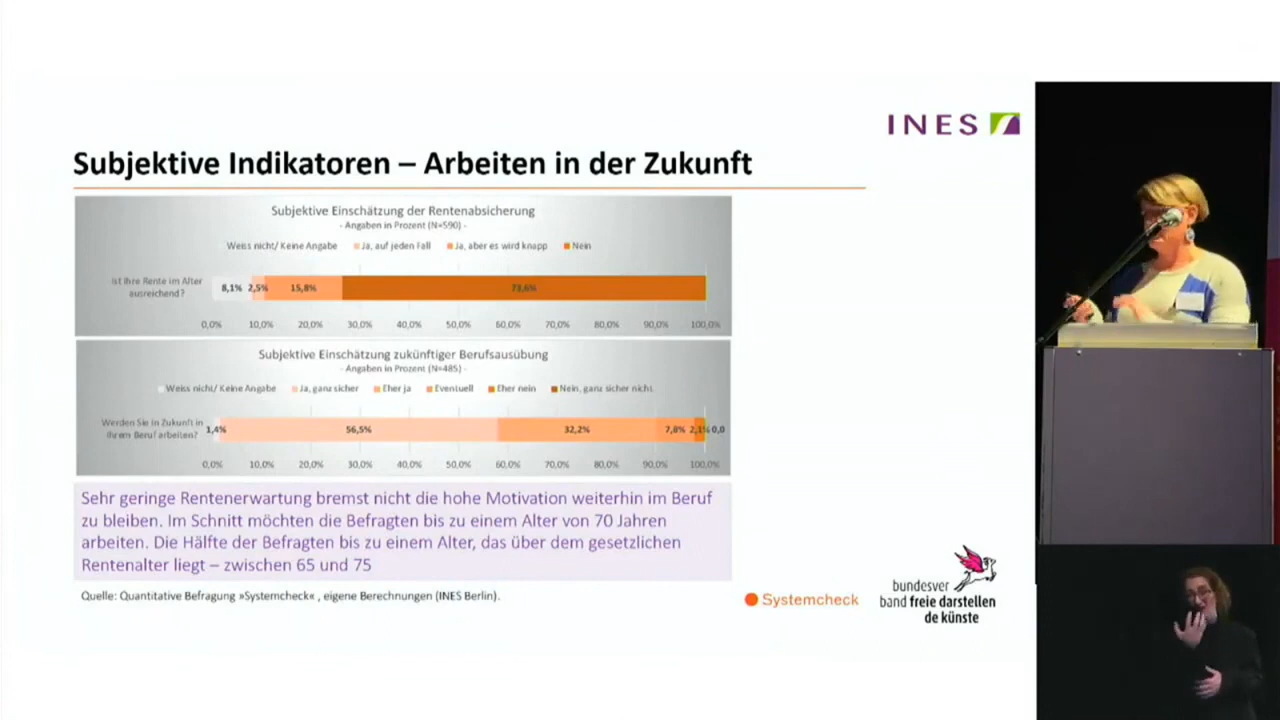 INES
Subjektive Indikatoren – Arbeiten in der Zukunft
Subjektive Einschätzung der Rentenabsicherung
- Angaben in Prozent (N=590) -
Weiss nicht/ Keine Angabe Ja, auf jeden Fall Ja, aber es wird knapp Nein
Ist Ihre Rente im Alter
ausreichend?
8,1% 2,5% 15,8% 73,6%
0,0% 10,0% 20,0% 30,0% 40,0% 50,0% 60,0% 70,0% 80,0% 90,0% 100,0%
Subjektive Einschätzung zukünftiger Berufsausübung
- Angaben in Prozent (N=485) -
Weiss nicht/ Keine Angabe Ja, ganz sicher Eher ja Eventuell Eher nein Nein, ganz sicher nicht
Werden Sie in Zukunft in
Ihrem Beruf arbeiten?
1,4% 56,5% 32,2% 7,8% 2,1% 0,0
0,0% 10,0% 20,0% 30,0% 40,0% 50,0% 60,0% 70,0% 80,0% 90,0% 100,0%
Sehr geringe Rentenerwartung bremst nicht die hohe Motivation weiterhin im Beruf
zu bleiben. Im Schnitt möchten die Befragten bis zu einem Alter von 70 Jahren
arbeiten. Die Hälfte der Befragten bis zu einem Alter, das über dem gesetzlichen
Rentenalter liegt – zwischen 65 und 75
Quelle: Quantitative Befragung »Systemcheck« , eigene Berechnungen (INES Berlin).
Systemcheck
bundesver
band freie darstellen
de künste